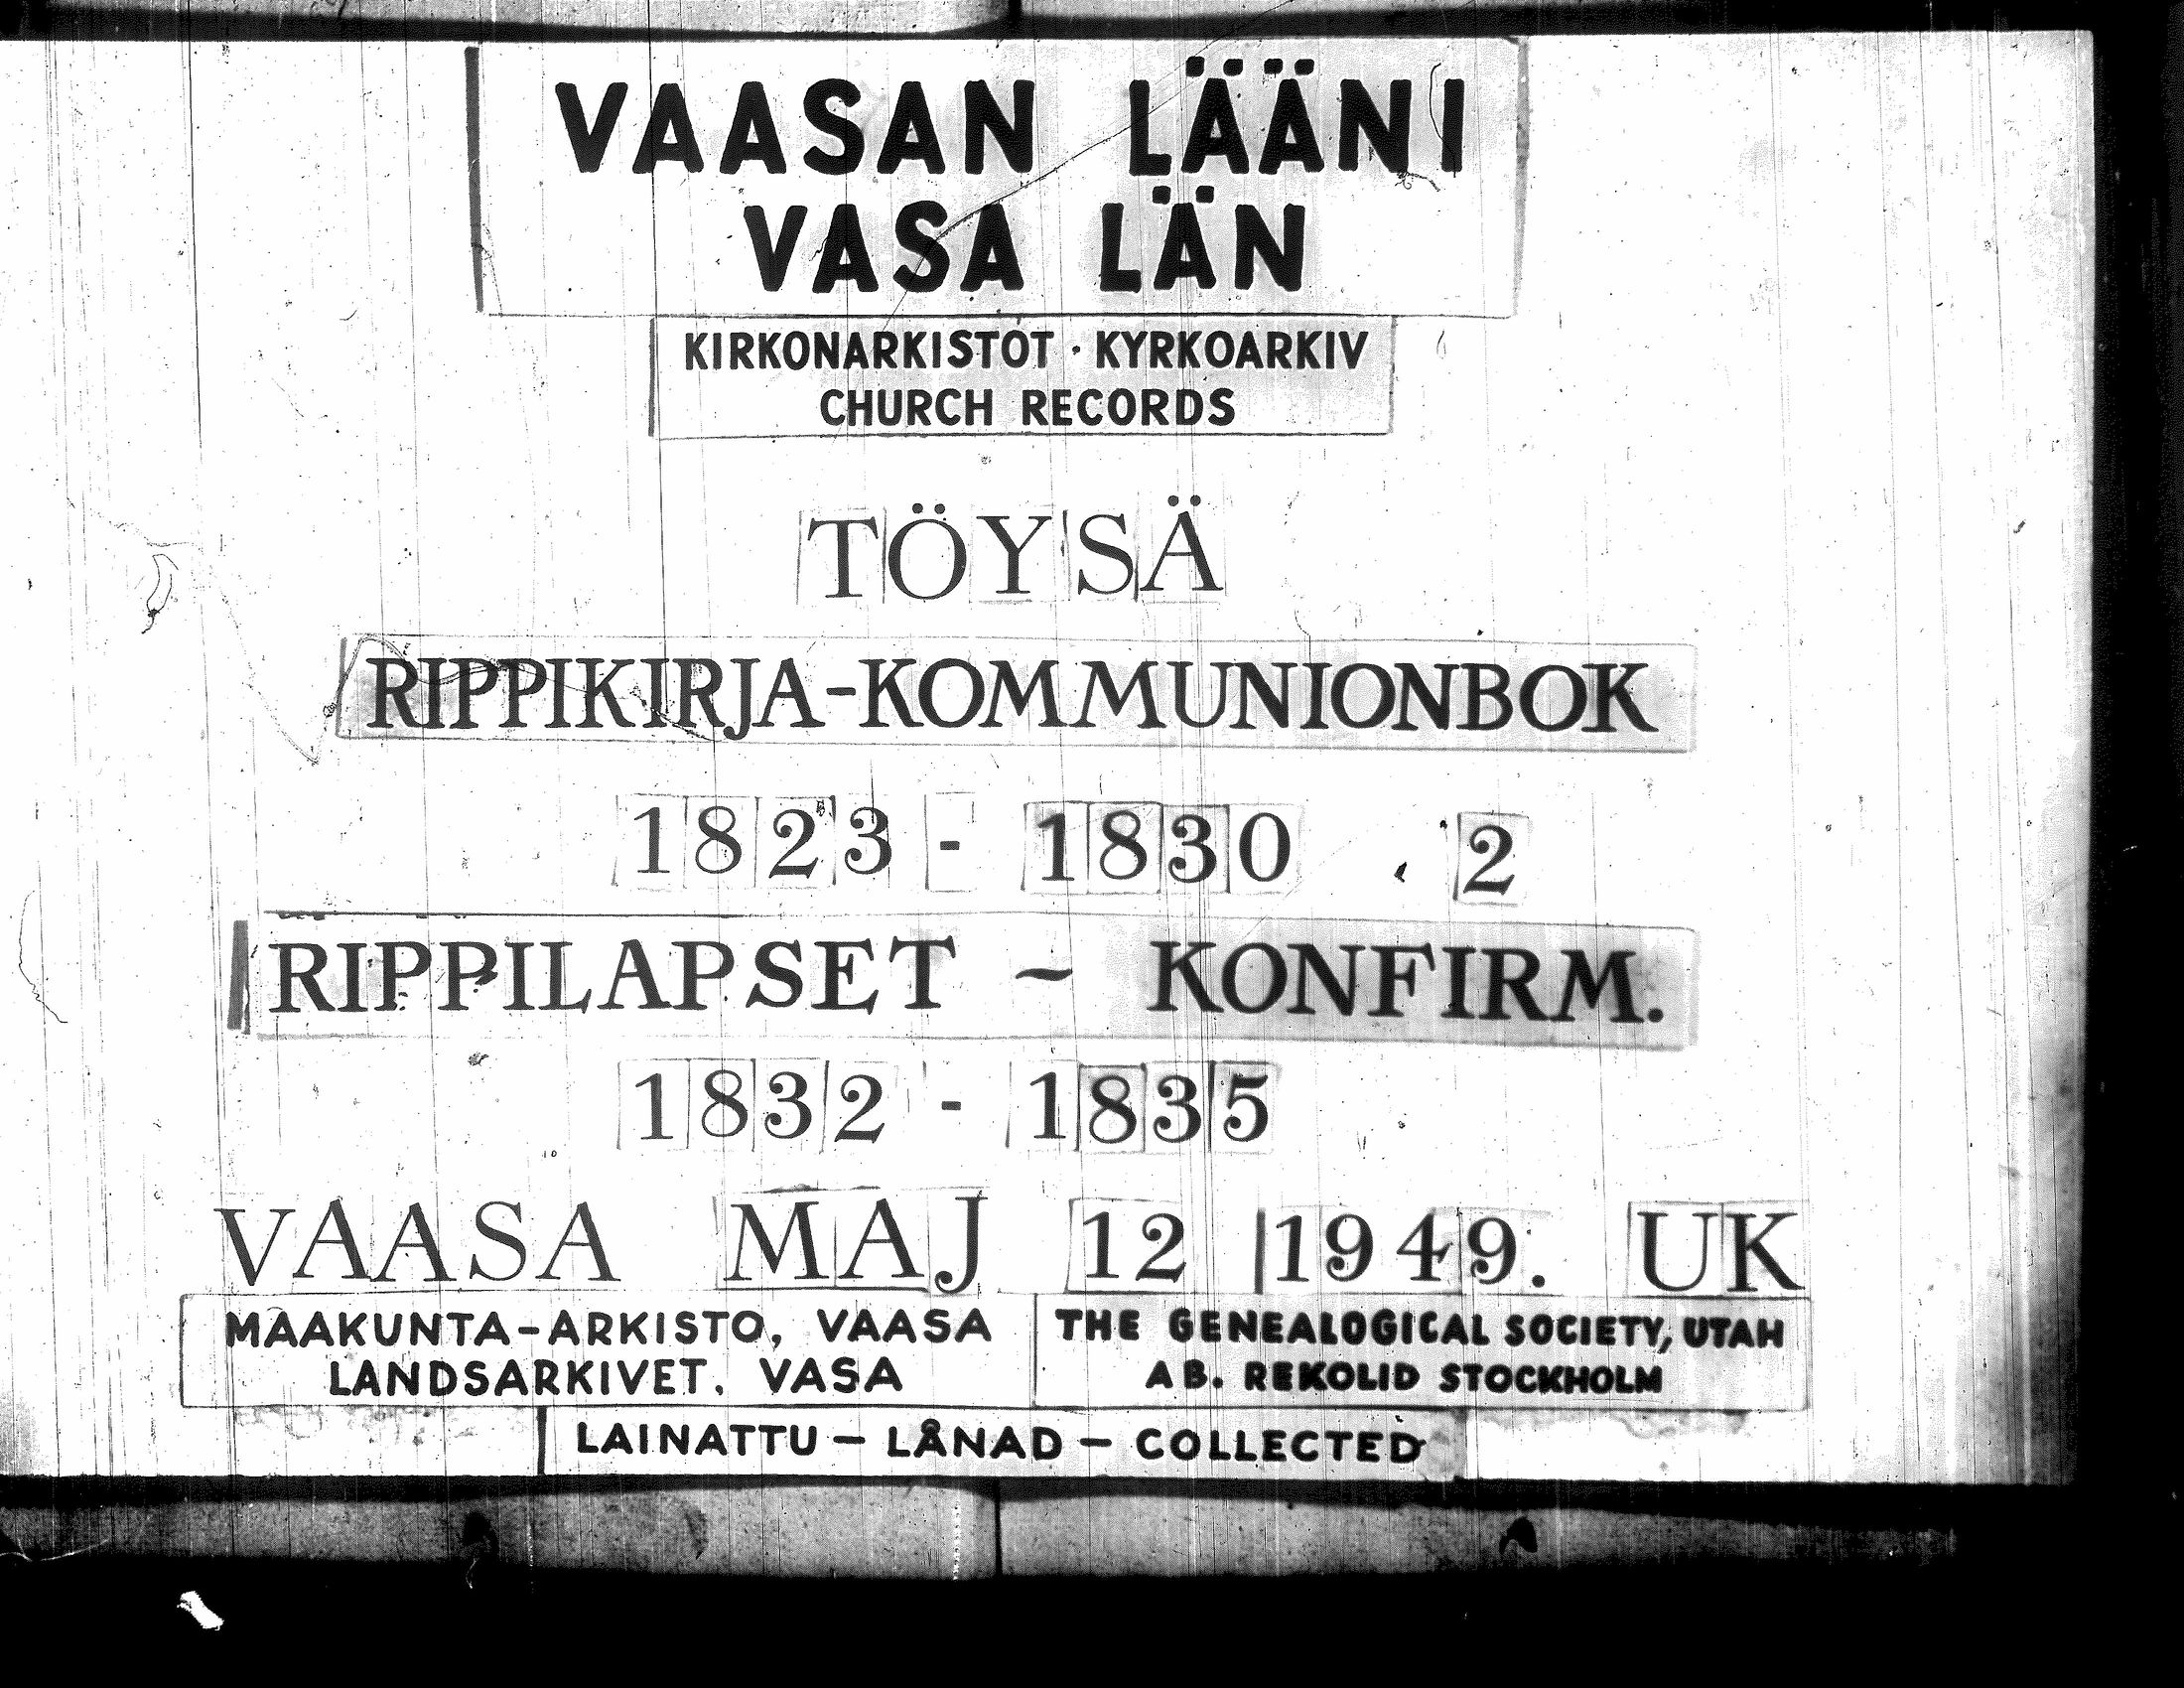 VAASAN LÄÄNI
VASA LÄN
KIRKONARKISTOT · KYRKOARKIV
CHURCH RECORDS
TÖYSÄ
RIPPIKIRJA-KOMMUNIONBOK
1823 - 1830 2
RIPPILAPSET ~ KONFIRM.
1832 - 1835
VAASA MAJ 12 1949. UK
MAAKUNTA-ARKISTO, VAASA
LANDSARKIVET, VASA
THE GENEALOGICAL SOCIETY, UTAH
AB. REKOLID STOCKHOLM
LAINATTU – LÅNAD – COLLECTED